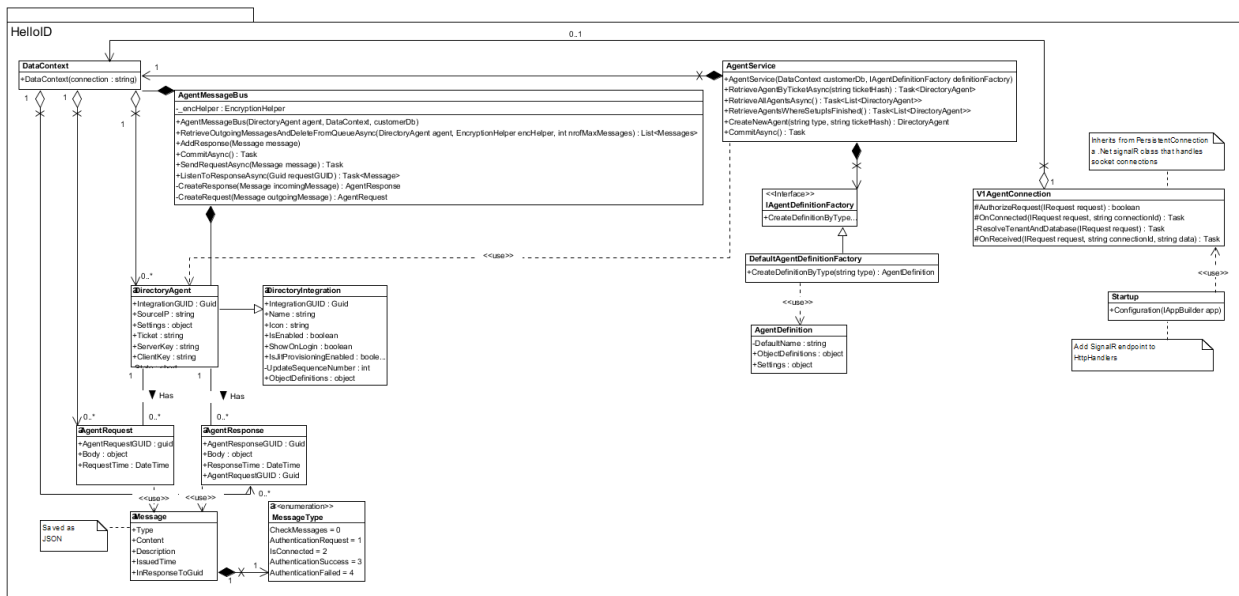 HelloID
0..1
DataContext
+DataContext(connection : string)
1
1
1
1
AgentMessageBus
-_encHelper : EncryptionHelper
+AgentMessageBus(DirectoryAgent agent, DataContext, customerDb)
+RetrieveOutgoingMessagesAndDeleteFromQueueAsync(DirectoryAgent agent, EncryptionHelper encHelper, int nrofMaxMessages) : List<Messages>
+AddResponse(Message message)
+CommitAsync() : Task
+SendRequestAsync(Message message) : Task
+ListenToResponseAsync(Guid requestGUID) : Task<Message>
-CreateResponse(Message incomingMessage) : AgentResponse
-CreateRequest(Message outgoingMessage) : AgentRequest
AgentService
+AgentService(DataContext customerDb, IAgentDefinitionFactory definitionFactory)
+RetrieveAgentByTicketAsync(string ticketHash) : Task<DirectoryAgent>
+RetrieveAllAgentsAsync() : Task<List<DirectoryAgent>>
+RetrieveAgentsWhereSetupIsFinished() : Task<List<DirectoryAgent>>
+CreateNewAgent(string type, string ticketHash) : DirectoryAgent
+CommitAsync() : Task
Inherits from PersistentConnection
a .Net signalR class that handles
socket connections
1
V1AgentConnection
#AuthorizeRequest(IRequest request) : boolean
#OnConnected(IRequest request, string connectionId) : Task
-ResolveTenantAndDatabase(IRequest request) : Task
#OnReceived(IRequest request, string connectionId, string data) : Task
<<Interface>>
IAgentDefinitionFactory
+CreateDefinitionByType...
<<use>>
DefaultAgentDefinitionFactory
+CreateDefinitionByType(string type) : AgentDefinition
<<use>>
<<use>>
Startup
+Configuration(IAppBuilder app)
Add SignalR endpoint to
HttpHandlers
AgentDefinition
-DefaultName : string
+ObjectDefinitions : object
+Settings : object
0..*
DirectoryAgent
+IntegrationGUID : Guid
+SourceIP : string
+Settings : object
+Ticket : string
+ServerKey : string
+ClientKey : string
DirectoryIntegration
+IntegrationGUID : Guid
+Name : string
+Icon : string
+IsEnabled : boolean
+ShowOnLogin : boolean
+IsJitProvisioningEnabled : boole...
-UpdateSequenceNumber : int
+ObjectDefinitions : object
1
1
Has
Has
0..*
0..*
0..*
AgentRequest
+AgentRequestGUID : guid
+Body : object
+RequestTime : DateTime
AgentResponse
+AgentResponseGUID : Guid
+Body : object
+ResponseTime : DateTime
+AgentRequestGUID : Guid
0..*
<<use>>
<<use>>
Saved as
JSON
Message
+Type
+Content
+Description
+IssuedTime
+InResponseToGuid
1
1
<<enumeration>>
MessageType
CheckMessages = 0
AuthenticationRequest = 1
IsConnected = 2
AuthenticationSuccess = 3
AuthenticationFailed = 4